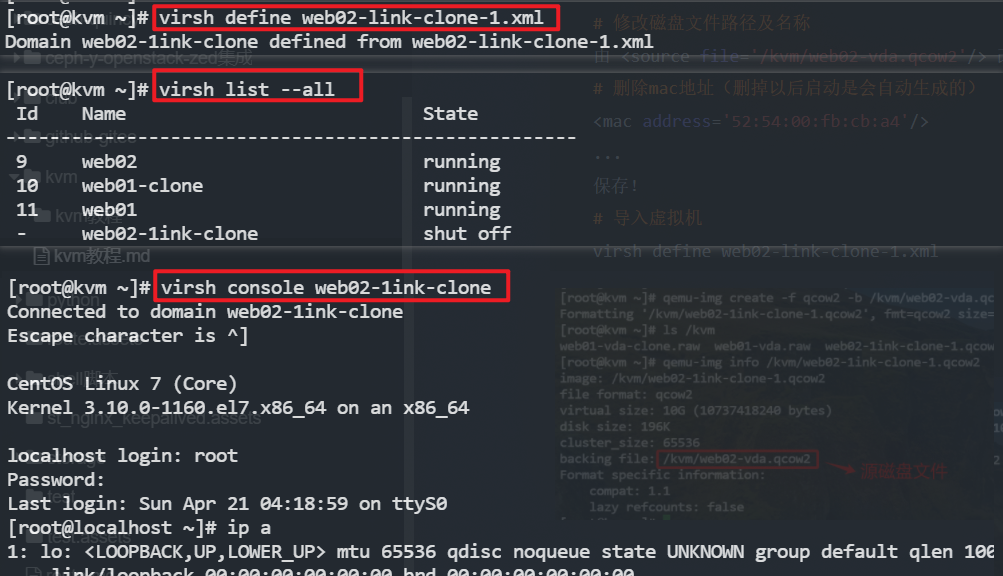 [root@kvm ~]# virsh define web02-link-clone-1.xml
Domain web02-1ink-clone defined from web02-link-clone-1.xml
[root@kvm ~]# virsh list --all
Id Name State
9 web02 running
10 web01-clone running
11 web01 running
- web02-1ink-clone shut off
[root@kvm ~]# virsh console web02-1ink-clone
Connected to domain web02-1ink-clone
Escape character is ^]
CentOS Linux 7 (Core)
Kernel 3.10.0-1160.el7.x86_64 on an x86_64
localhost login: root
Password:
Last login: Sun Apr 21 04:18:59 on ttyS0
[root@localhost ~]# ip a
1: lo: <LOOPBACK,UP,LOWER_UP> mtu 65536 qdisc noqueue state UNKNOWN group default qlen 100
link/loopback 00:00:00:00:00:00 brd 00:00:00:00:00:00
ceph-y-openstack-zed集成
github-gitee
kvm
kvm教程
kvm教程.md
python
st_nginx_keepalived.assets
test
test.assets
# 修改磁盘文件路径及名称
由 <source file='/kvm/web02-vda.qcow2'/>
# 删除mac地址（删掉以后启动是会自动生成的）
<mac address='52:54:00:fb:cb:a4'/>
...
保存！
# 导入虚拟机
virsh define web02-link-clone-1.xml
[root@kvm ~]# qemu-img create -f qcow2 -b /kvm/web02-vda.qc
Formatting '/kvm/web02-1ink-clone-1.qcow2', fmt=qcow2 size=
[root@kvm ~]# ls /kvm
web01-vda-clone.raw web01-vda.raw web02-1ink-clone-1.qcow
[root@kvm ~]# qemu-img info /kvm/web02-1ink-clone-1.qcow2
image: /kvm/web02-1ink-clone-1.qcow2
file format: qcow2
virtual size: 10G (10737418240 bytes)
disk size: 196K
cluster_size: 65536
backing file: /kvm/web02-vda.qcow2
源磁盘文件
Format specific information:
compat: 1.1
lazy refcounts: false